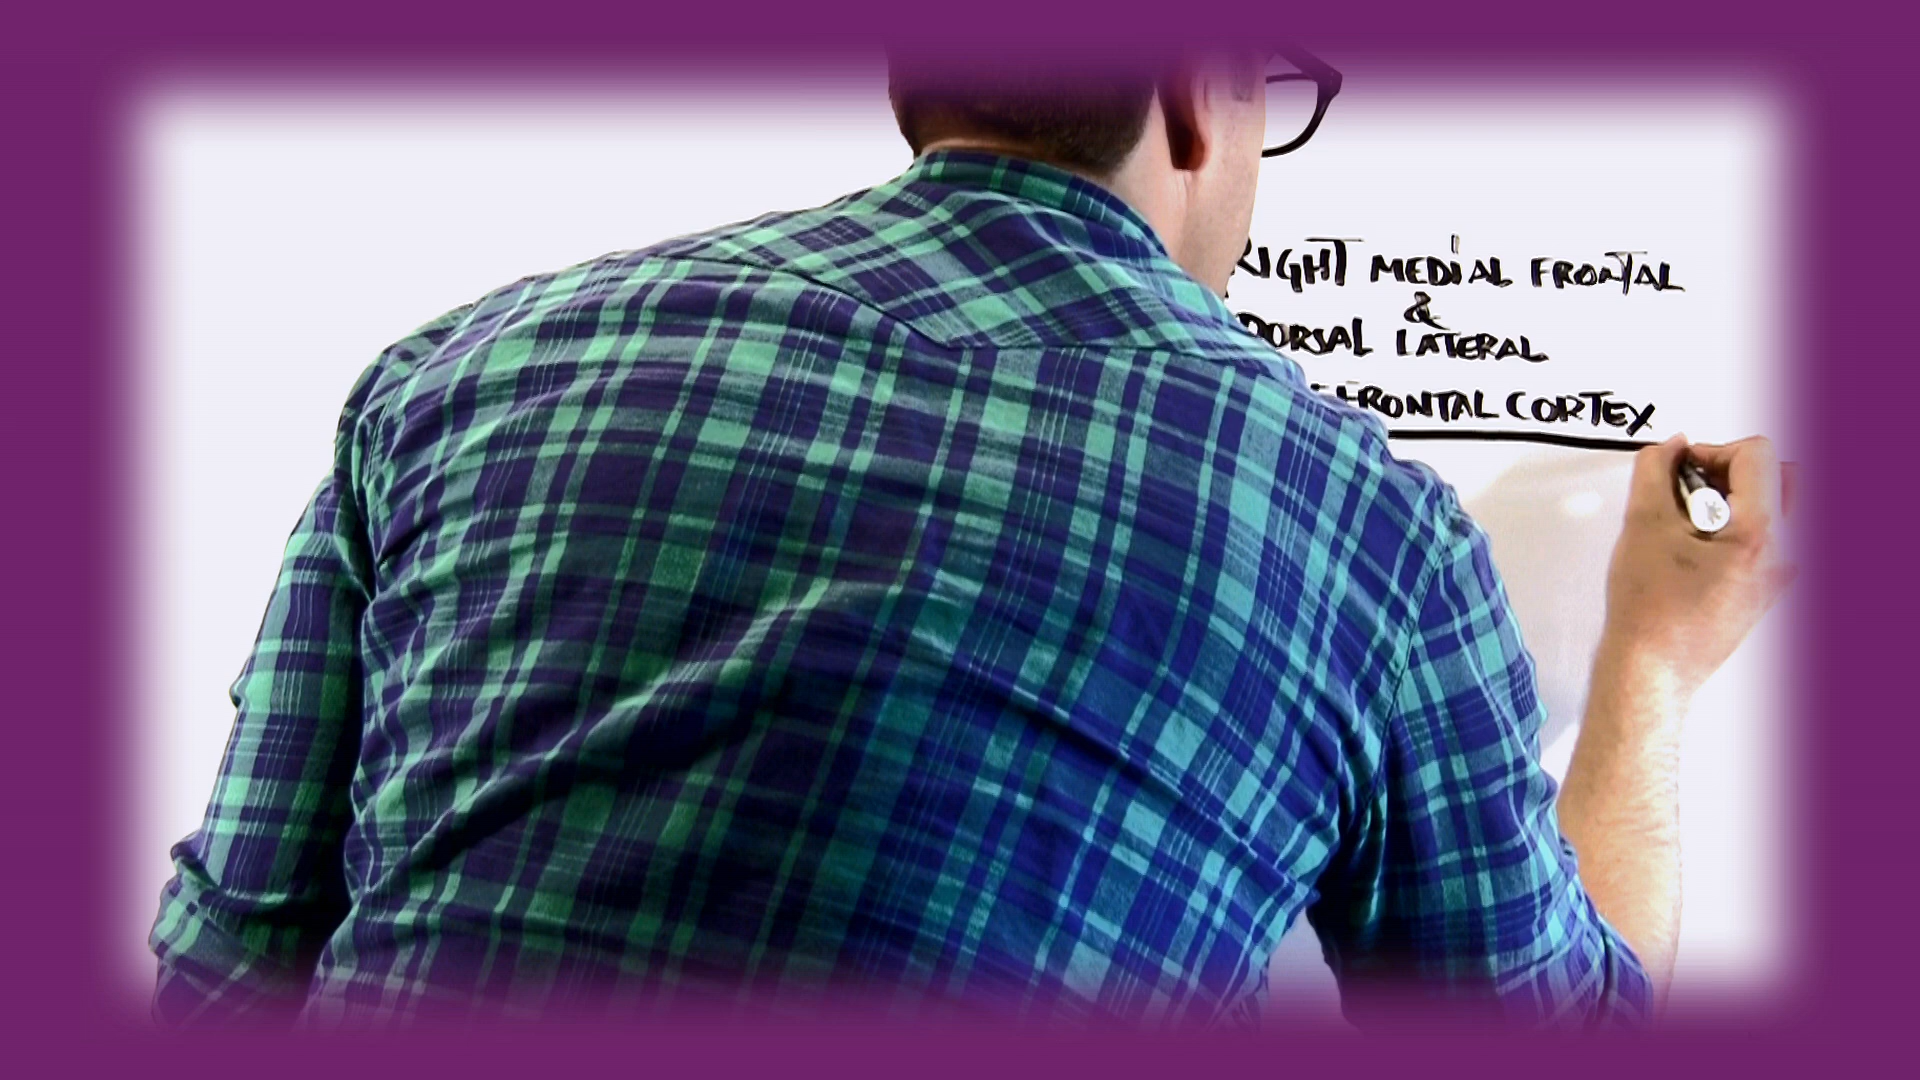 RIGHT MEDIAL FRONTAL
&
DORSAL LATERAL
FRONTAL CORTEX